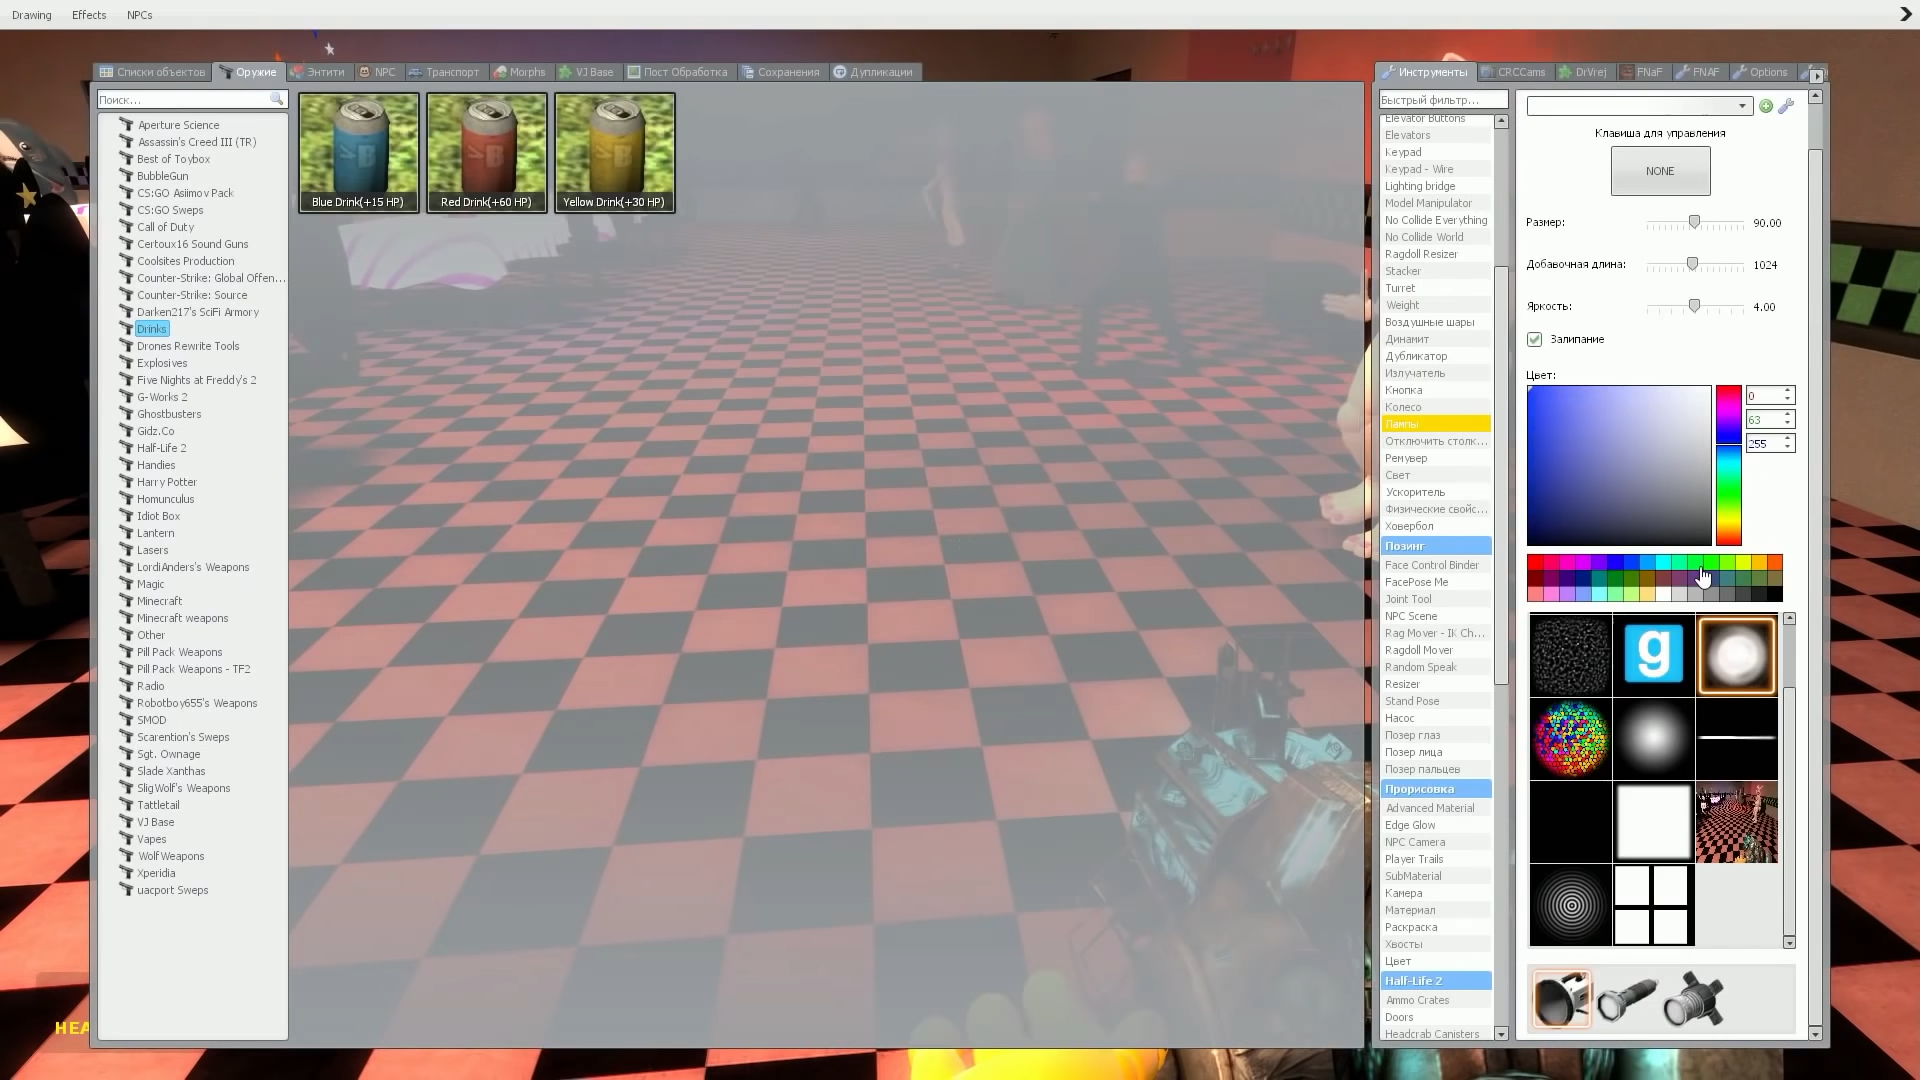 Drawing Effects NPCs
Списки объектов Оружие Энтити NPC Транспорт Morphs VJ Base Пост Обработка Сохранения Дупликации
Поиск...
Aperture Science
Assassin's Creed III (TR)
Best of Toybox
BubbleGun
CS:GO Asiimov Pack
CS:GO Sweps
Call of Duty
Certoux16 Sound Guns
Coolsites Production
Counter-Strike: Global Offen...
Counter-Strike: Source
Darken217's SciFi Armory
Drinks
Drones Rewrite Tools
Explosives
Five Nights at Freddy's 2
G-Works 2
Ghostbusters
Gidz.Co
Half-Life 2
Handies
Harry Potter
Homunculus
Idiot Box
Lantern
Lasers
LordiAnders's Weapons
Magic
Minecraft
Minecraft weapons
Other
Pill Pack Weapons
Pill Pack Weapons - TF2
Radio
Robotboy655's Weapons
SMOD
Scarention's Sweps
Sgt. Ownage
Slade Xanthas
SligWolf's Weapons
Tattletail
VJ Base
Vapes
Wolf Weapons
Xperidia
uacport Sweps
Blue Drink(+15 HP) Red Drink(+60 HP) Yellow Drink(+30 HP)
HEA
Инструменты CRCCams DrVrej FNaF FNAF Options
Быстрый фильтр...
Elevator Buttons
Elevators
Keypad
Keypad - Wire
Lighting bridge
Model Manipulator
No Collide Everything
No Collide World
Ragdoll Resizer
Stacker
Turret
Weight
Воздушные шары
Динамит
Дубликатор
Излучатель
Кнопка
Колесо
Лампы
Отключить столк...
Ремувер
Свет
Ускоритель
Физические свойс...
Ховербол
Позинг
Face Control Binder
FacePose Me
Joint Tool
NPC Scene
Rag Mover - IK Ch...
Ragdoll Mover
Random Speak
Resizer
Stand Pose
Насос
Позер глаз
Позер лица
Позер пальцев
Прорисовка
Advanced Material
Edge Glow
NPC Camera
Player Trails
SubMaterial
Камера
Материал
Раскраска
Хвосты
Цвет
Half-Life 2
Ammo Crates
Doors
Headcrab Canisters
Клавиша для управления
NONE
Размер: 90.00
Добавочная длина: 1024
Яркость: 4.00
Залипание
Цвет:
0
63
255
g